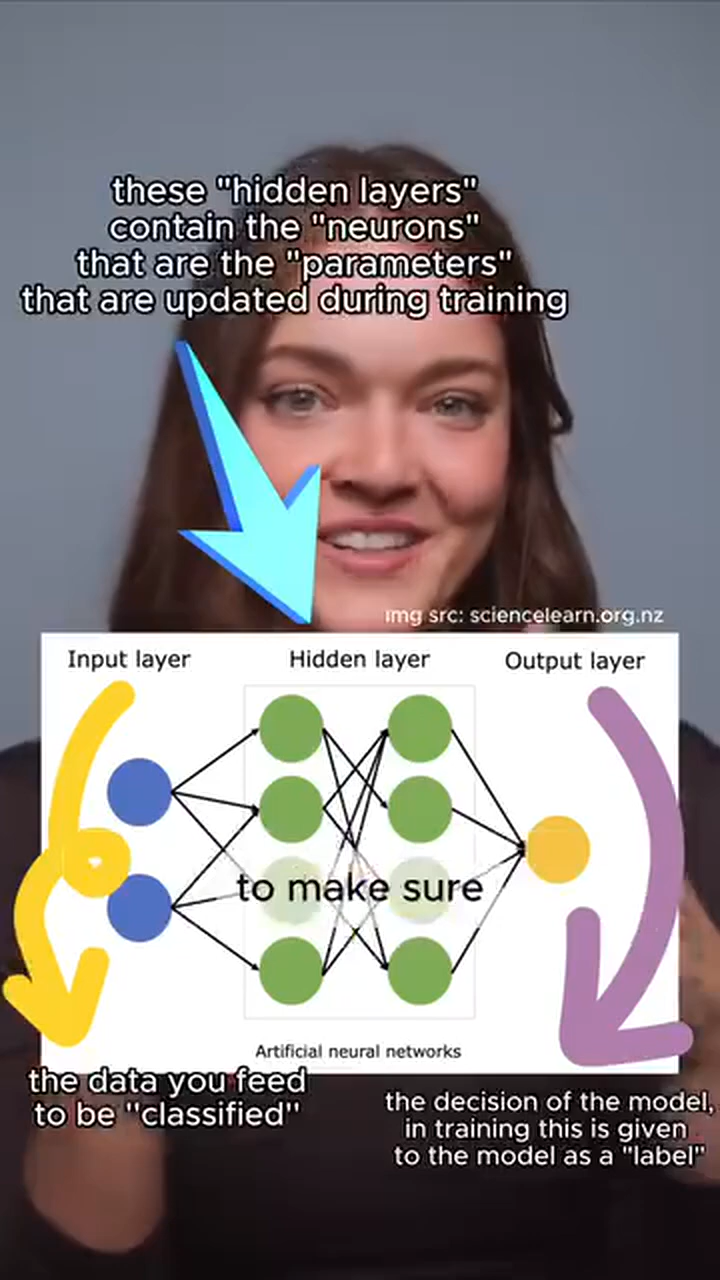 these "hidden layers"
contain the "neurons"
that are the "parameters"
that are updated during training
img src: sciencelearn.org.nz
Input layer
Hidden layer
Output layer
to make sure
Artificial neural networks
the data you feed
to be "classified"
the decision of the model,
in training this is given
to the model as a "label"